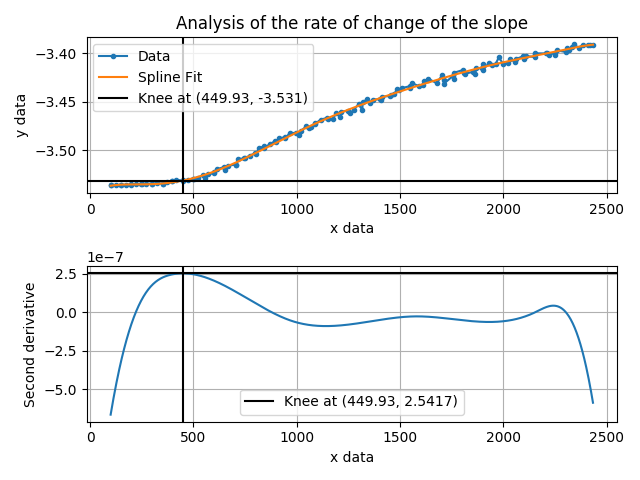 Analysis of the rate of change of the slope
−3.40
−3.45
−3.50
y data
Data
Spline Fit
Knee at (449.93, -3.531)
0
500
1000
1500
2000
2500
x data
1e−7
2.5
0.0
−2.5
−5.0
Second derivative
Knee at (449.93, 2.5417)
0
500
1000
1500
2000
2500
x data